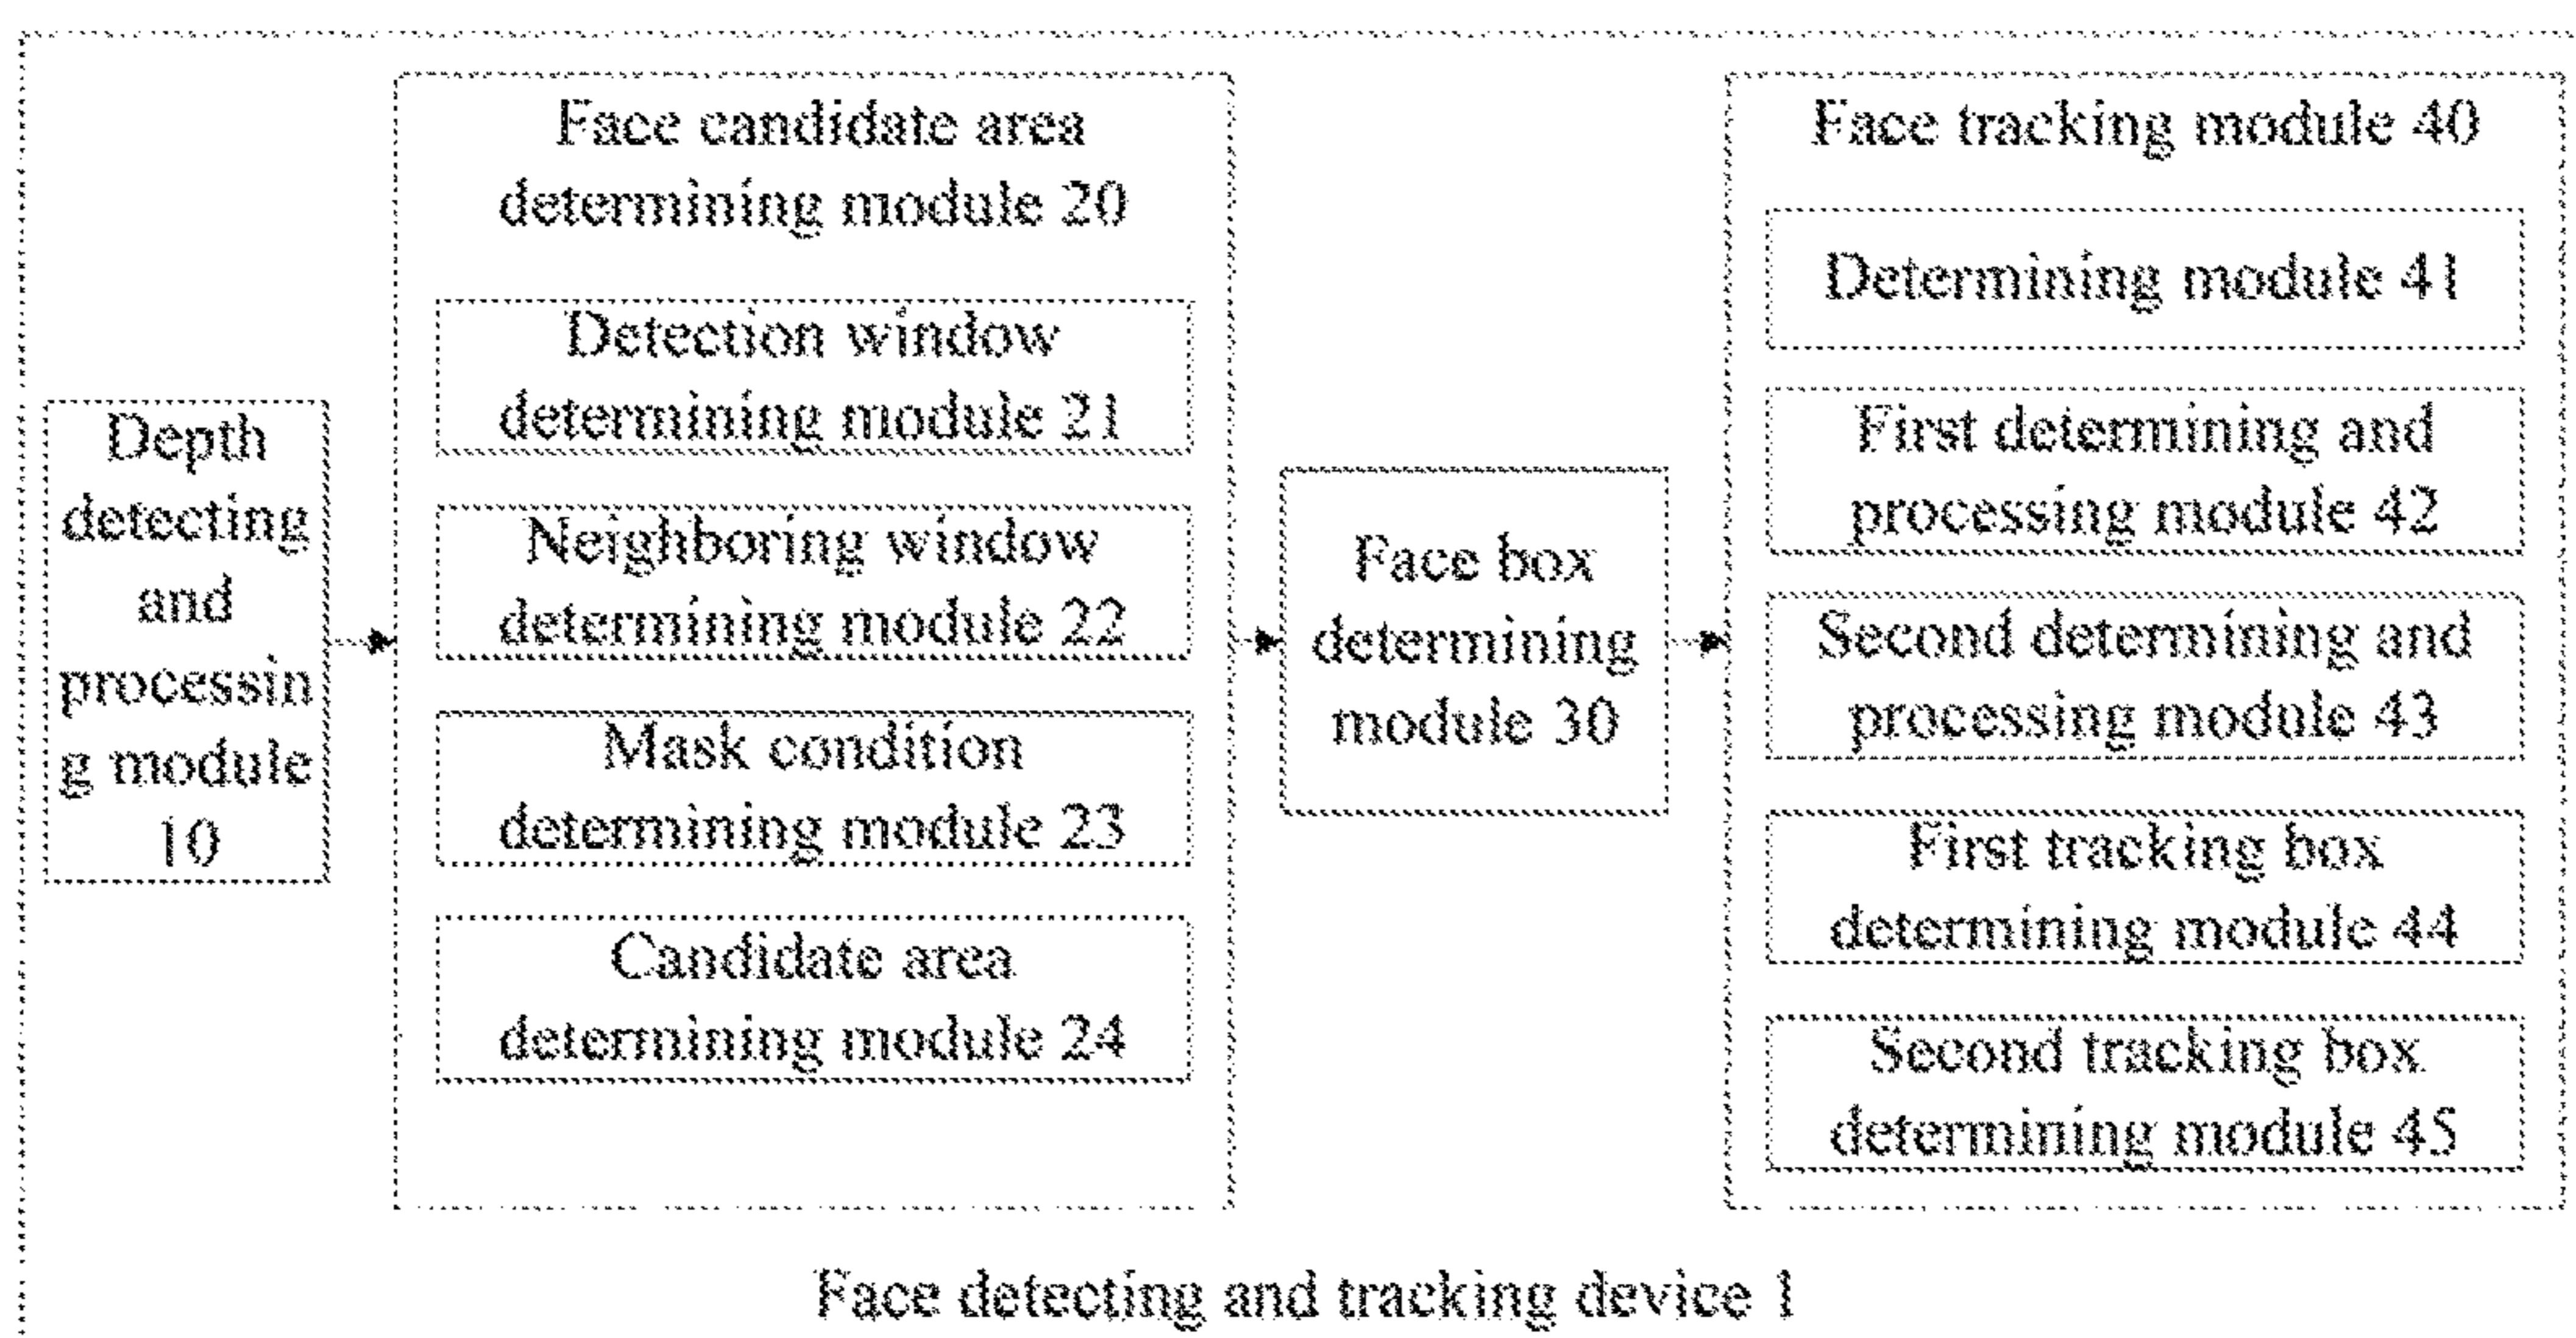 Depth
detecting
and
processin
g module
10
Face candidate area
determining module 20
Detection window
determining module 21
Neighboring window
determining module 22
Mask condition
determining module 23
Candidate area
determining module 24
Face box
determining
module 30
Face tracking module 40
Determining module 41
First determining and
processing module 42
Second determining and
processing module 43
First tracking box
determining module 44
Second tracking box
determining module 45
Face detecting and tracking device 1